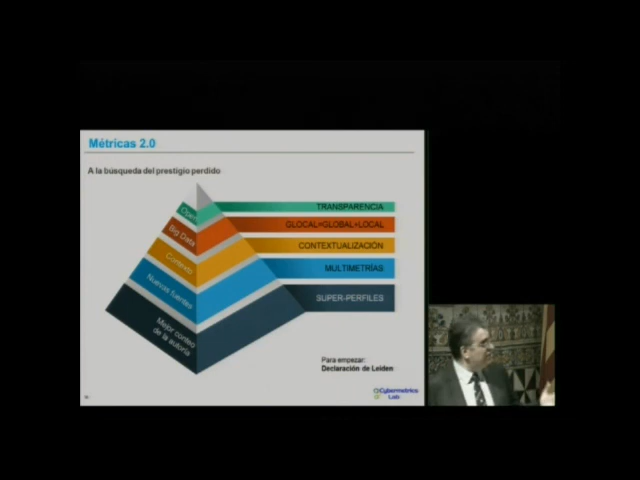 Métricas 2.0
A la búsqueda del prestigio perdido
Open
TRANSPARENCIA
Big Data
GLOCAL=GLOBAL+LOCAL
Contexto
CONTEXTUALIZACIÓN
Nuevas fuentes
MULTIMETRÍAS
Mejor conteo
de la autoría
SUPER-PERFILES
Para empezar:
Declaración de Leiden
Cybermetrics
Lab